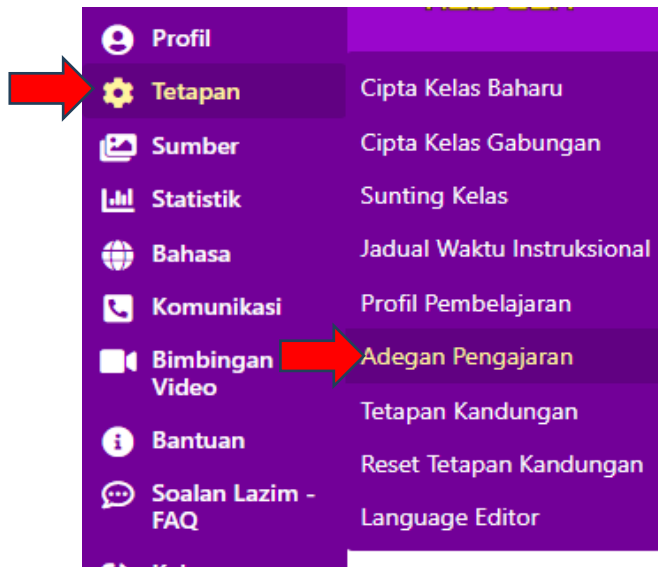 Profil
Tetapan
Sumber
Statistik
Bahasa
Komunikasi
Bimbingan
Video
Bantuan
Soalan Lazim -
FAQ
Cipta Kelas Baharu
Cipta Kelas Gabungan
Sunting Kelas
Jadual Waktu Instruksional
Profil Pembelajaran
Adegan Pengajaran
Tetapan Kandungan
Reset Tetapan Kandungan
Language Editor